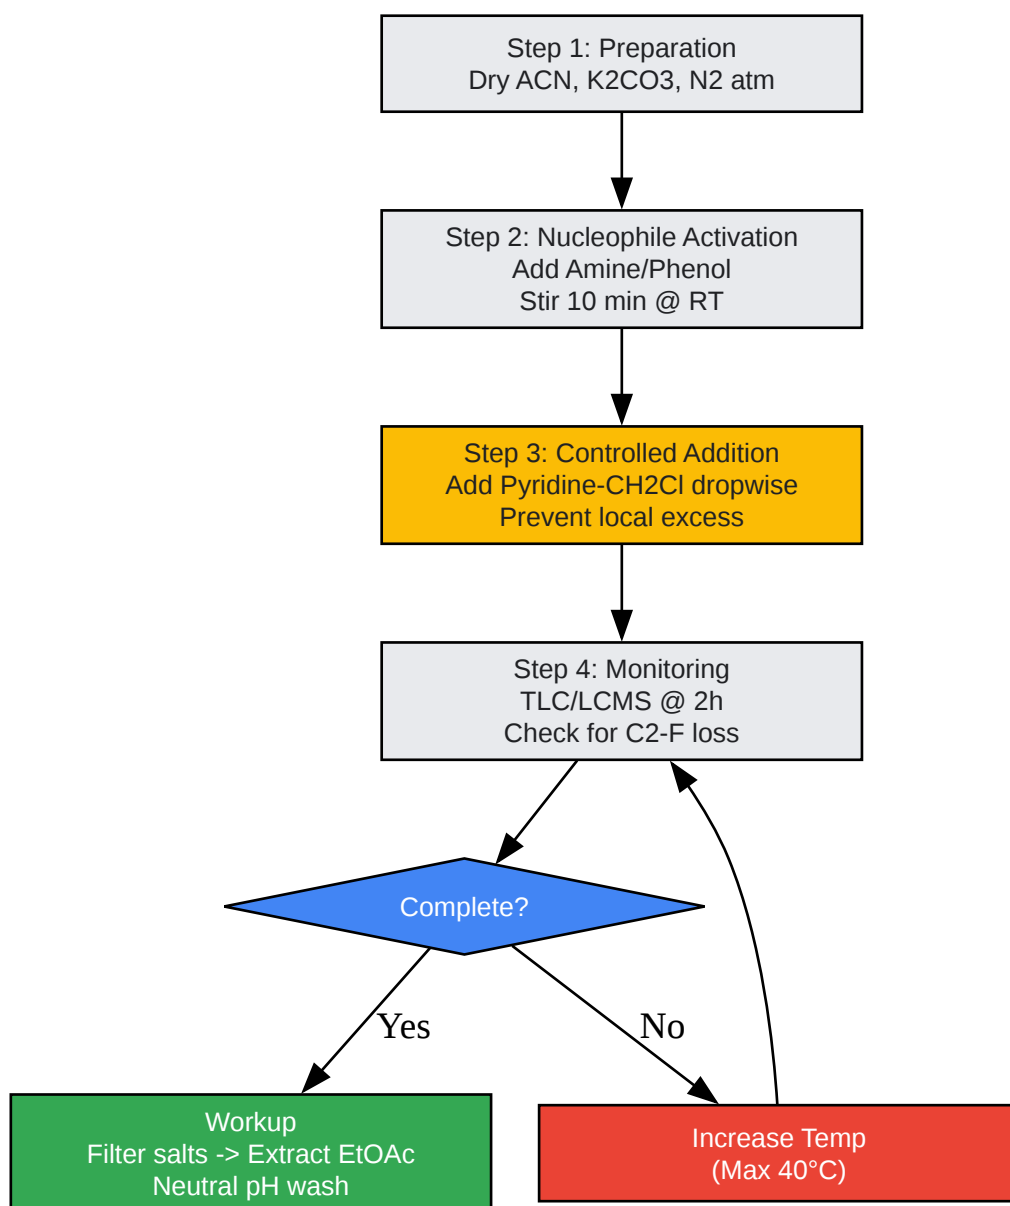 Step 1: Preparation
Dry ACN, K2CO3, N2 atm
Step 2: Nucleophile Activation
Add Amine/Phenol
Stir 10 min @ RT
Step 3: Controlled Addition
Add Pyridine-CH2Cl dropwise
Prevent local excess
Step 4: Monitoring
TLC/LCMS @ 2h
Check for C2-F loss
Complete?
Yes
No
Workup
Filter salts -> Extract EtOAc
Neutral pH wash
Increase Temp
(Max 40°C)